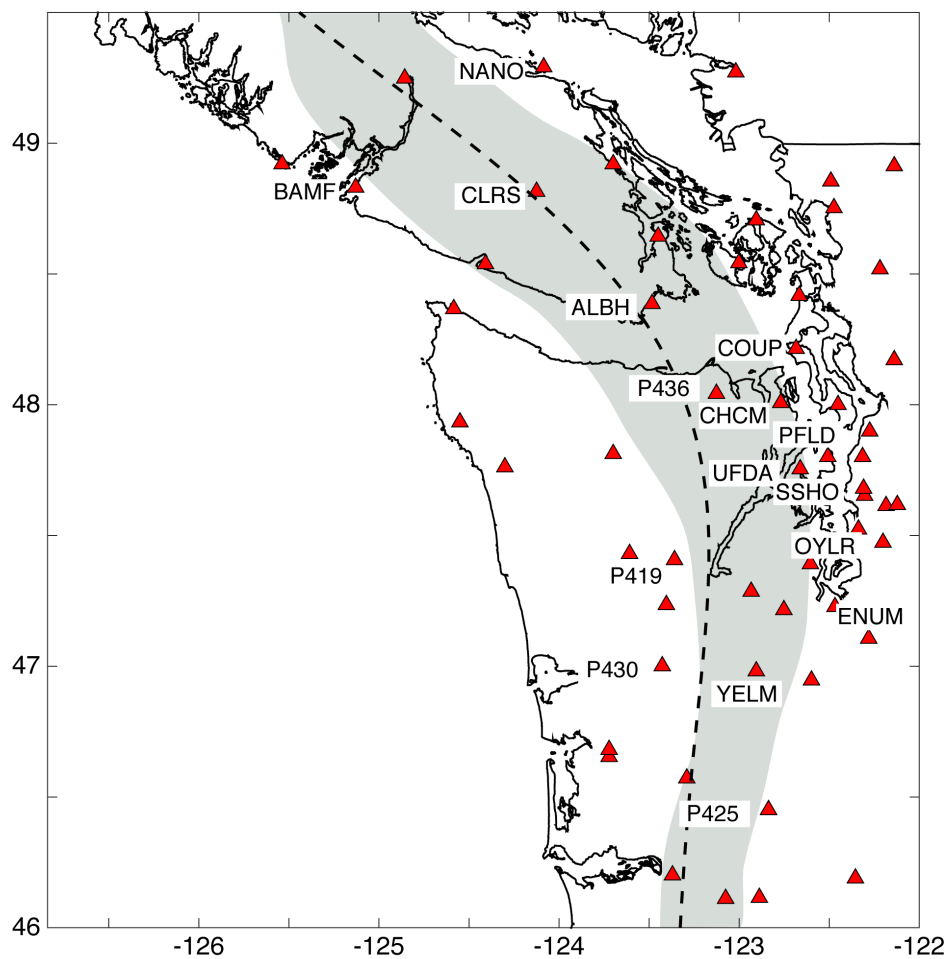 NANO
49
BAMF
CLRS
ALBH
COUP
P436
48
CHCM
PFLD
UFDA
SSHO
OYLR
P419
ENUM
47
P430
YELM
P425
46
-126
-125
-124
-123
-122